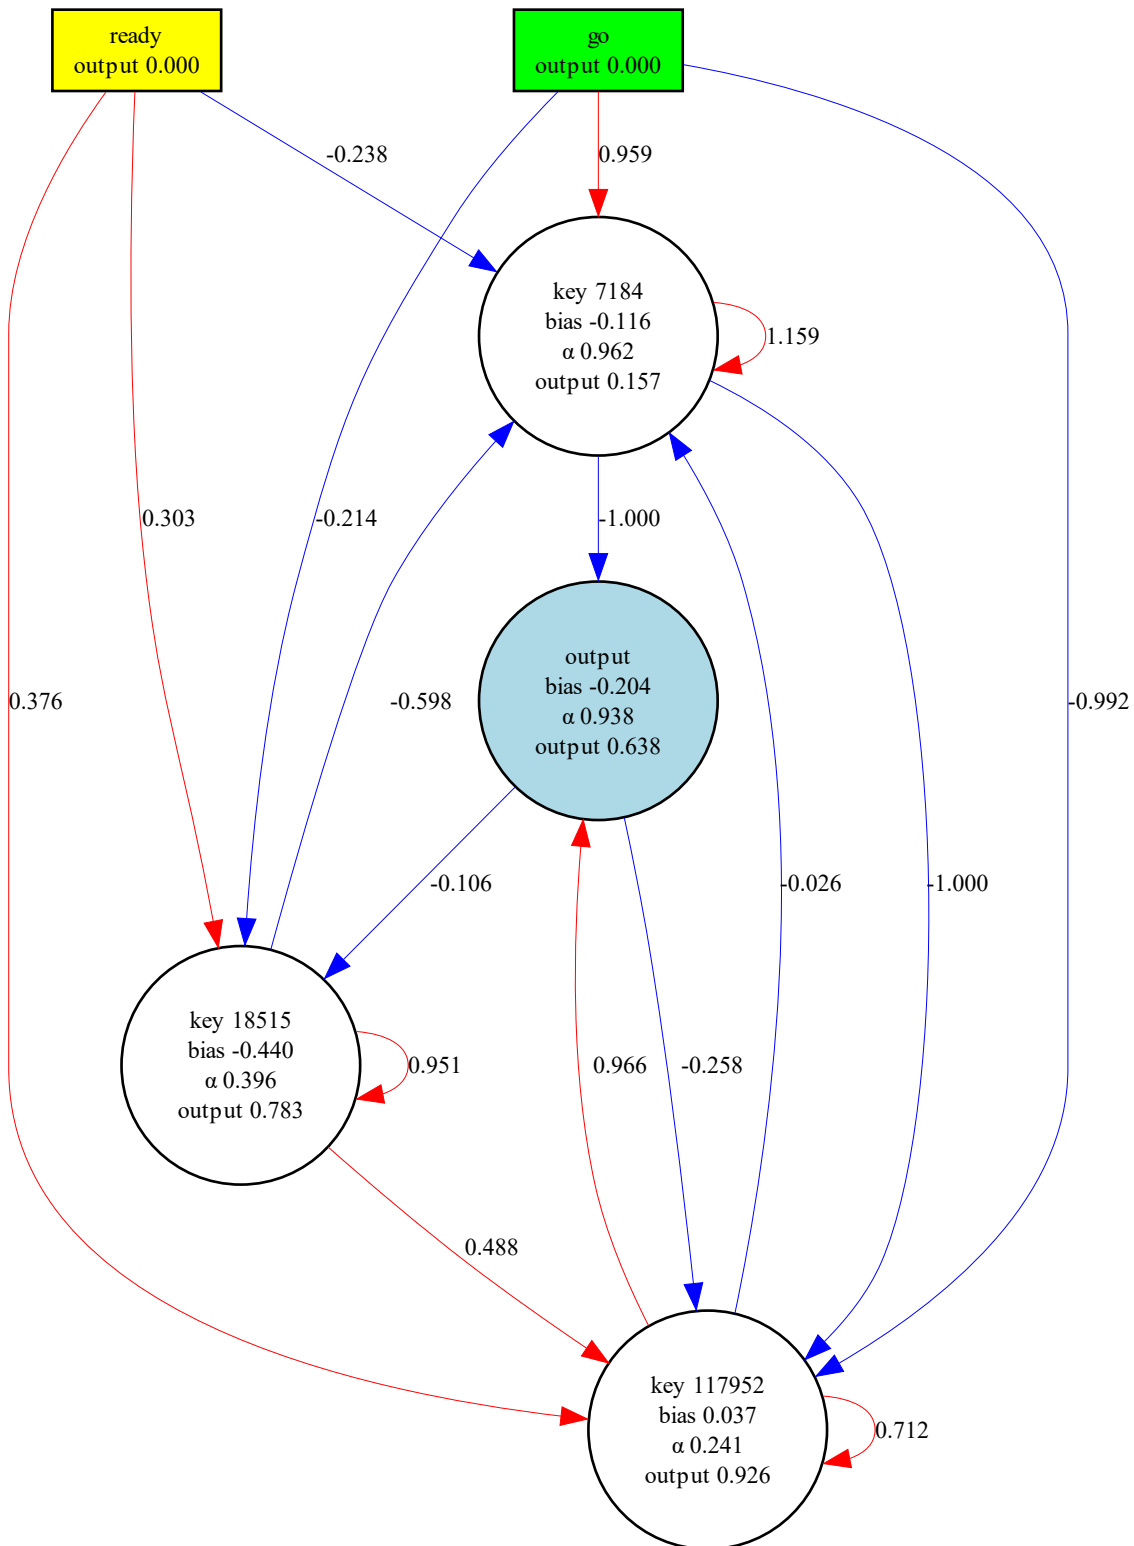 ready
output 0.000
go
output 0.000
-0.238
0.959
key 7184
bias -0.116
α 0.962
output 0.157
1.159
0.303
-0.214
-1.000
output
bias -0.204
α 0.938
output 0.638
0.376
-0.598
-0.992
-0.106
-0.026
-1.000
key 18515
bias -0.440
α 0.396
output 0.783
0.951
0.966
-0.258
0.488
key 117952
bias 0.037
α 0.241
output 0.926
0.712